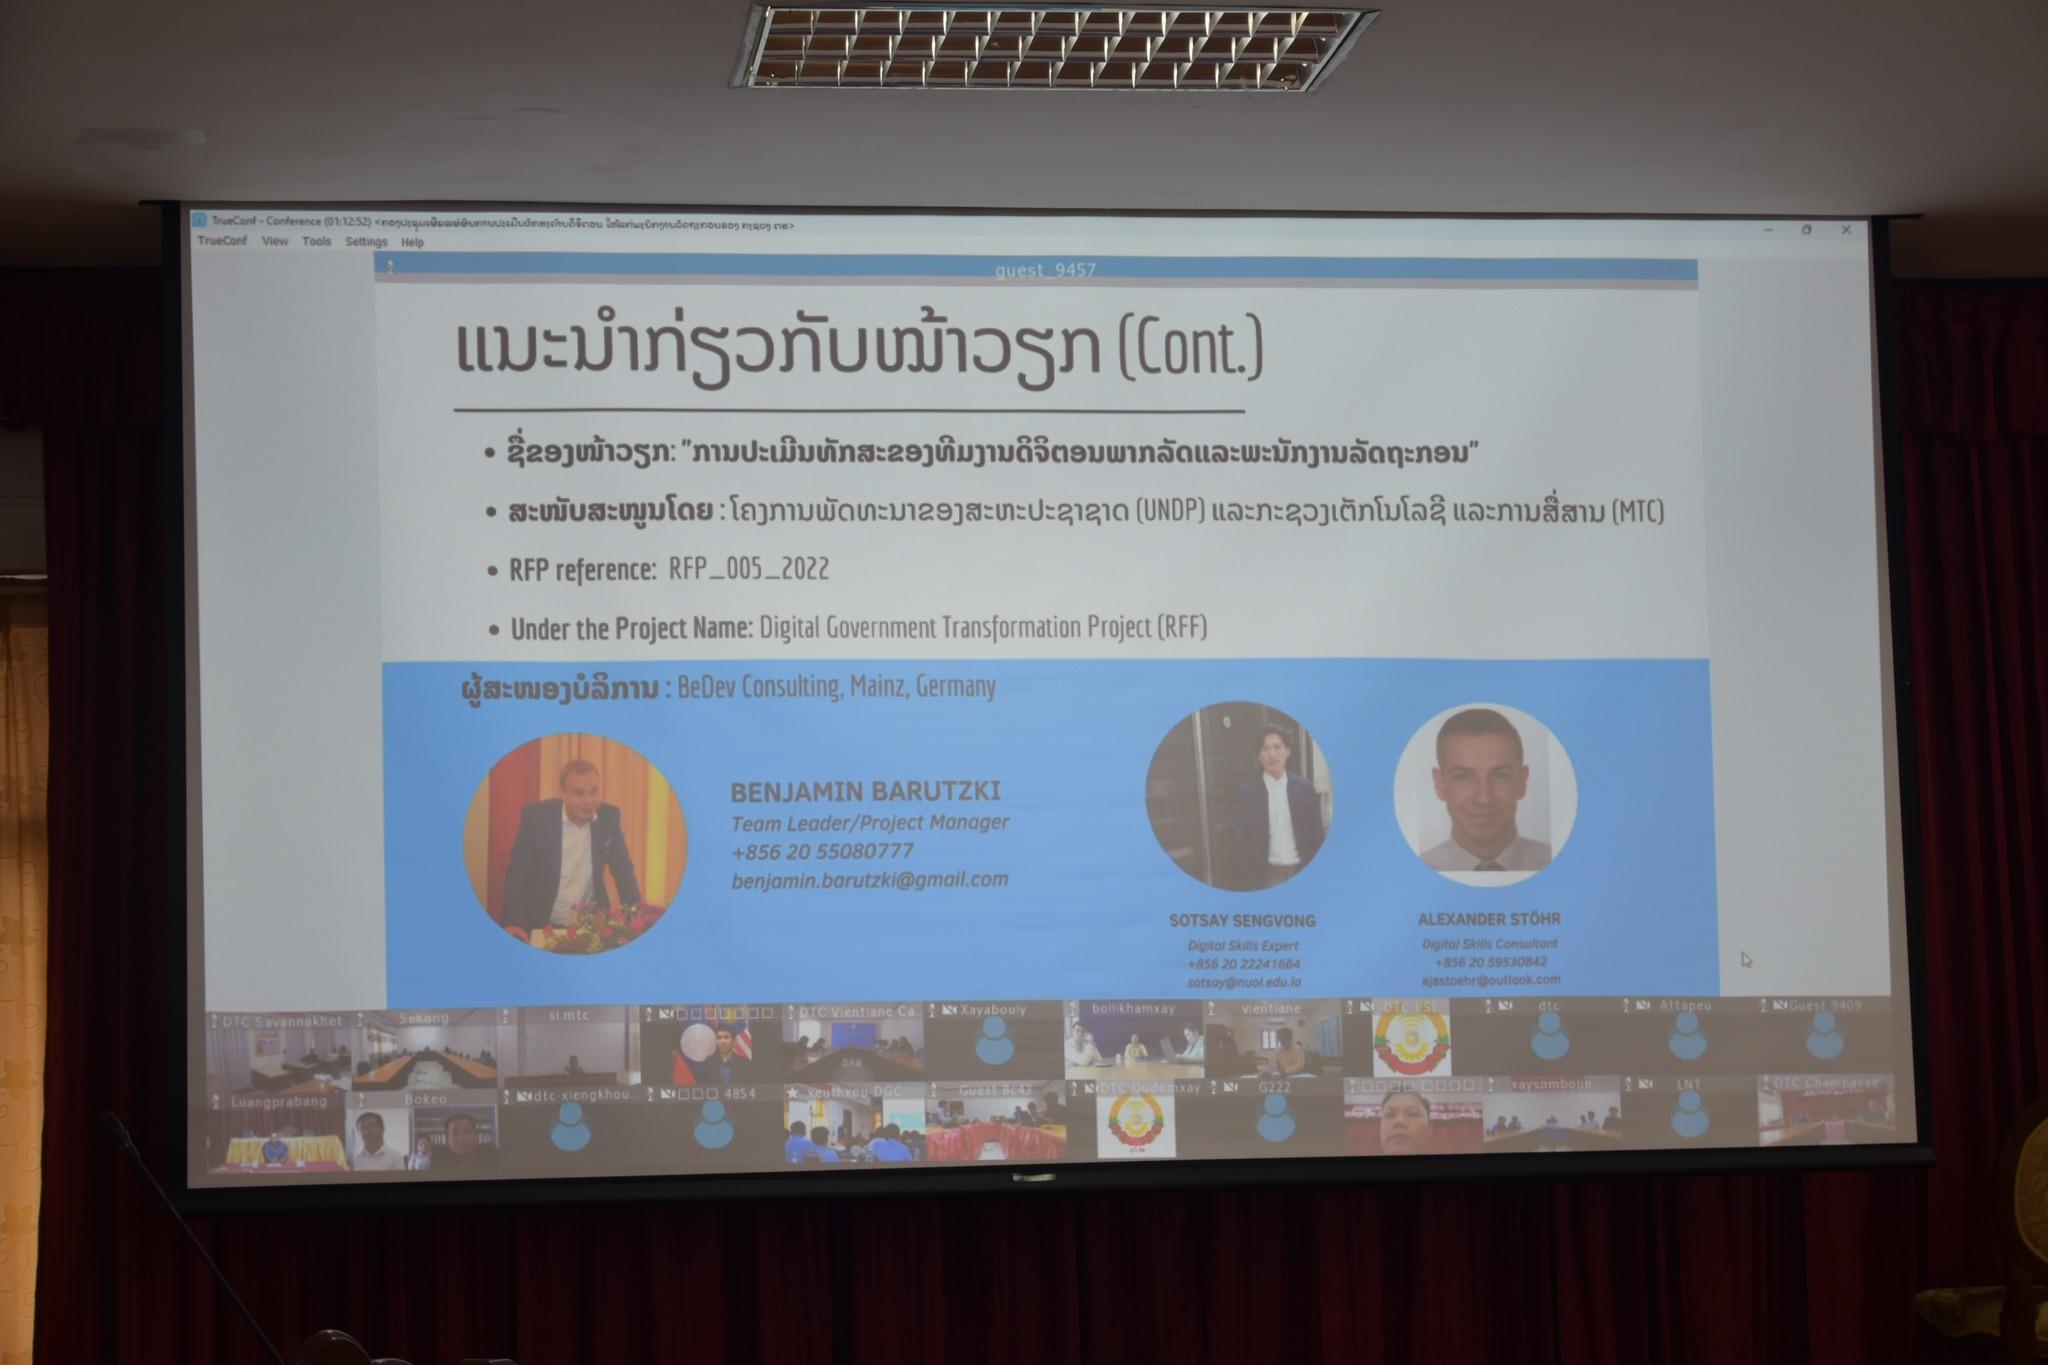 TrueConf - Conference (01:12:52)
TrueConf View Tools Settings Help
guest_9457
ແນະນຳກ່ຽວກັບໜ້າວຽກ (Cont.)
• ຊື່ຂອງໜ້າວຽກ: "ການປະເມີນທັກສະຂອງທີມງານດິຈິຕອນພາກລັດແລະພະນັກງານລັດຖະກອນ"
• ສະໜັບສະໜູນໂດຍ : ໂຄງການພັດທະນາຂອງສະຫະປະຊາຊາດ (UNDP) ແລະກະຊວງເຕັກໂນໂລຊີ ແລະການສື່ສານ (MTC)
• RFP reference: RFP_005_2022
• Under the Project Name: Digital Government Transformation Project (RFF)
ຜູ້ສະໜອງບໍລິການ : BeDev Consulting, Mainz, Germany
BENJAMIN BARUTZKI
Team Leader/Project Manager
+856 20 55080777
benjamin.barutzki@gmail.com
SOTSAY SENGVONG
Digital Skills Expert
+856 20 22241664
sotsay@nuol.edu.la
ALEXANDER STÖHR
Digital Skills Consultant
+856 20 59530842
ajastoehr@outlook.com
DTC Savannakhet Sekong sl.mtc DTC Vientiane Ca... Xayabouly bolikhamxay vientiane DTC PSL dtc Attapeu Guest 9409
Luangprabang Bokeo dtc xiengkhou... 4854 xeuthxou DGC Guest 8c43 DTC Oudomxay G222 xaysomboun LNT DTC Champasak